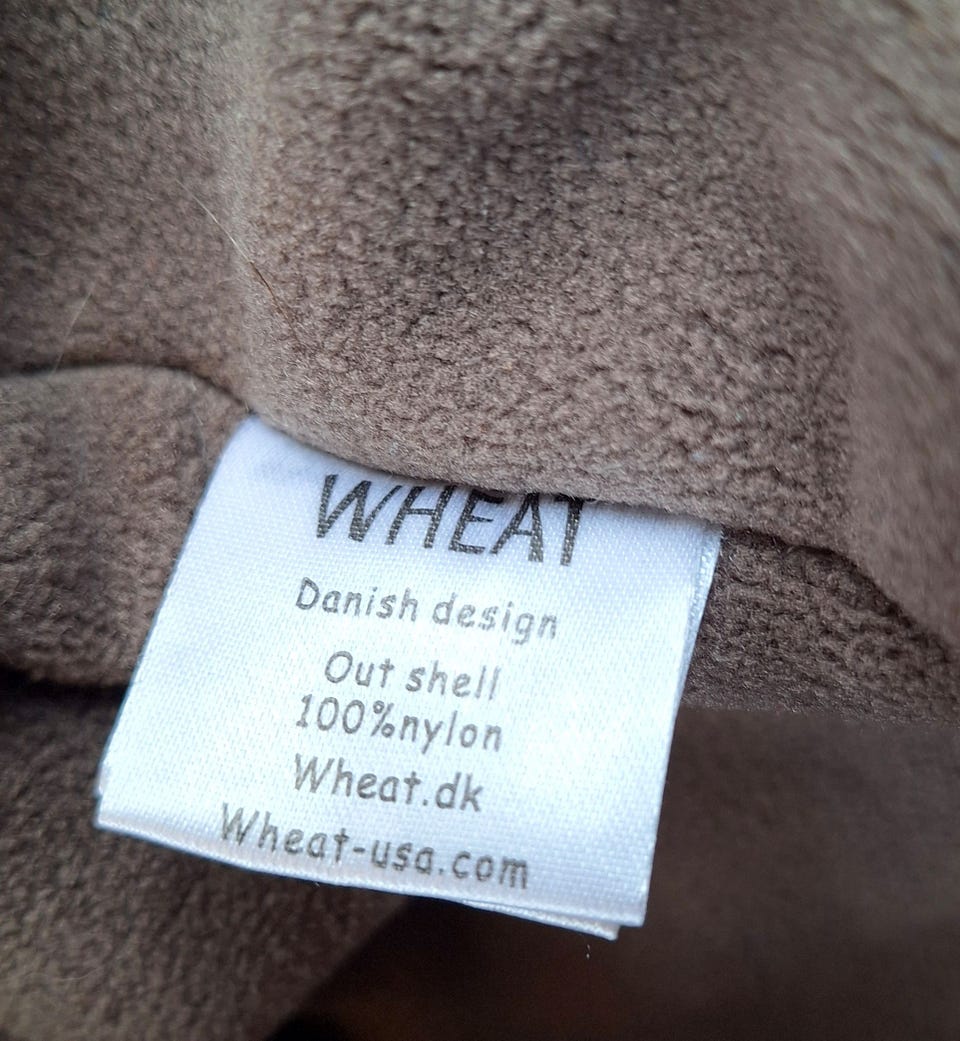 WHEAT
Danish design
Out shell
100%nylon
Wheat.dk
Wheat-usa.com